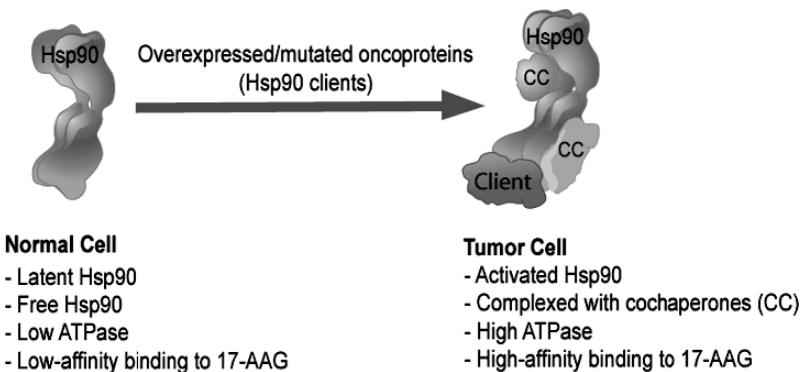 Hsp90
Overexpressed/mutated oncoproteins
(Hsp90 clients)
Hsp90
CC
CC
Client
Normal Cell
- Latent Hsp90
- Free Hsp90
- Low ATPase
- Low-affinity binding to 17-AAG
Tumor Cell
- Activated Hsp90
- Complexed with cochaperones (CC)
- High ATPase
- High-affinity binding to 17-AAG